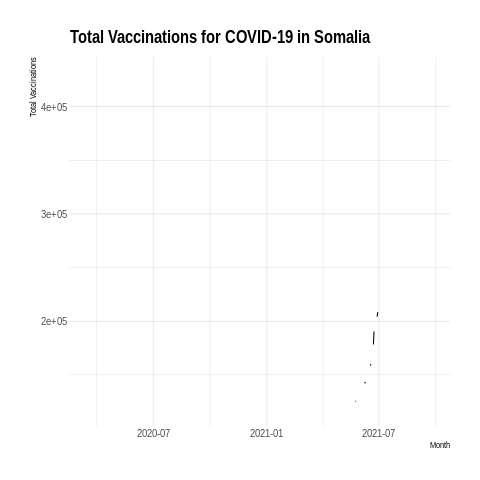 Total Vaccinations for COVID-19 in Somalia
Total Vaccinations
4e+05
3e+05
2e+05
2020-07
2021-01
2021-07
Month